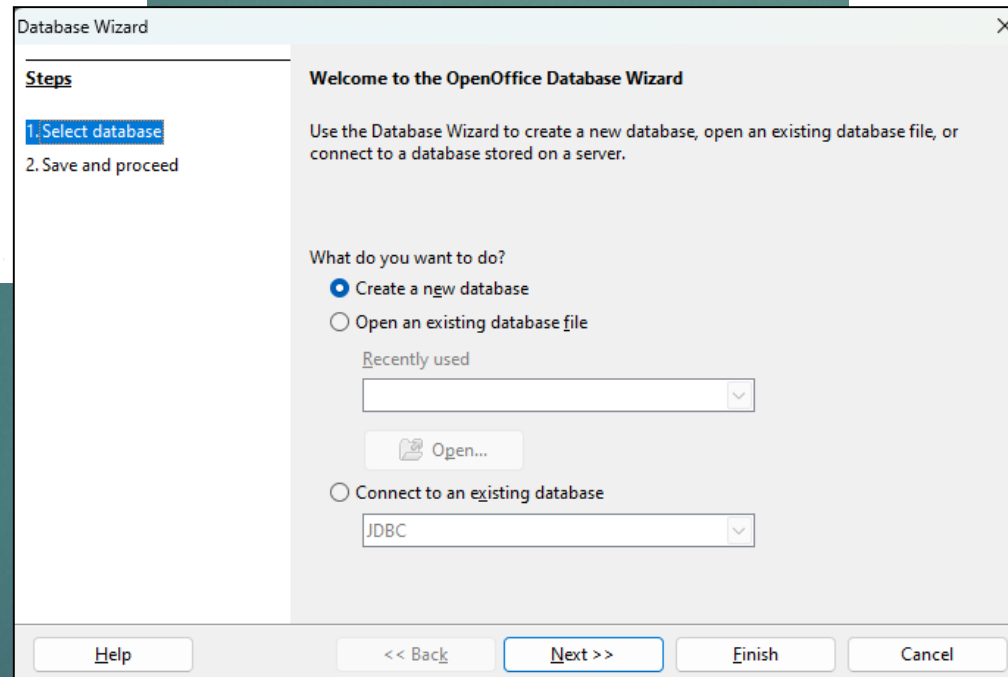 Database Wizard
Steps
1. Select database
2. Save and proceed
Welcome to the OpenOffice Database Wizard
Use the Database Wizard to create a new database, open an existing database file, or
connect to a database stored on a server.
What do you want to do?
Create a new database
Open an existing database file
Recently used
Open...
Connect to an existing database
JDBC
Help
<< Back
Next >>
Finish
Cancel